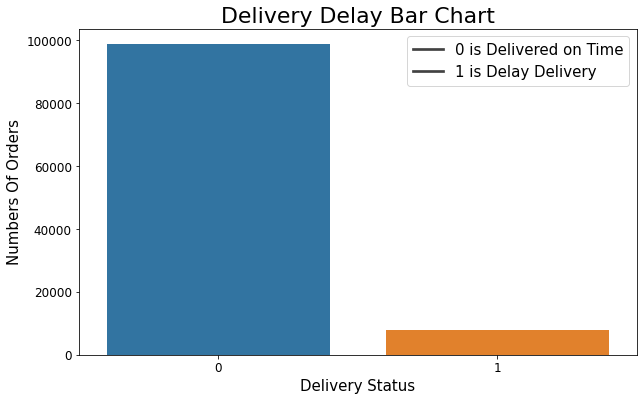 Delivery Delay Bar Chart
0 is Delivered on Time
1 is Delay Delivery
Numbers Of Orders
100000
80000
60000
40000
20000
0
0 1
Delivery Status